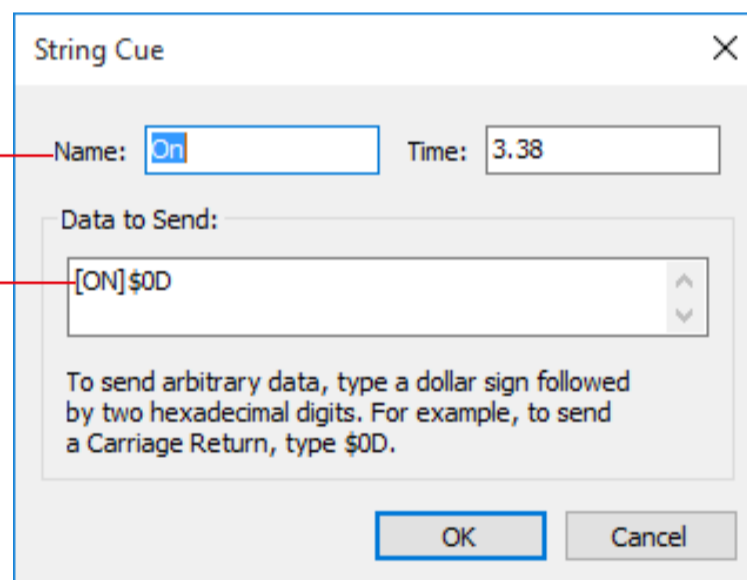 String Cue
Name: On Time: 3.38
Data to Send:
[ON]$0D
To send arbitrary data, type a dollar sign followed
by two hexadecimal digits. For example, to send
a Carriage Return, type $0D.
OK Cancel